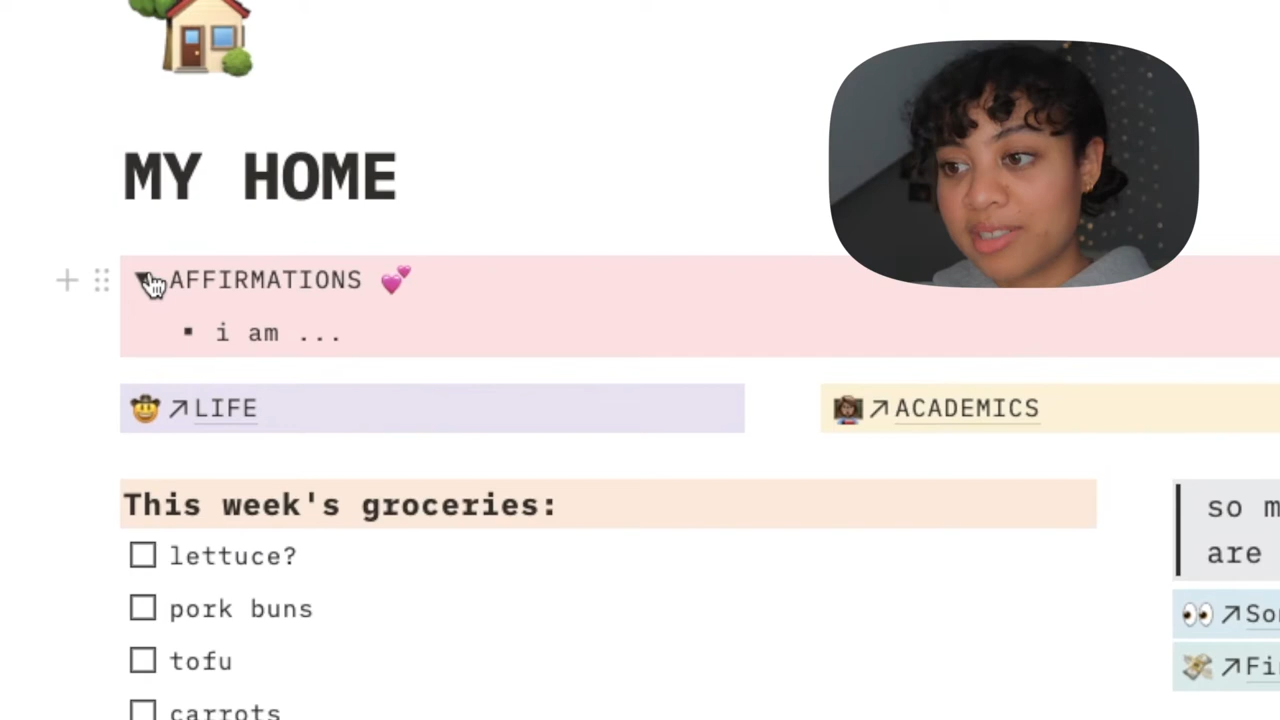 MY HOME
AFFIRMATIONS
i am ...
LIFE
ACADEMICS
This week's groceries:
lettuce?
pork buns
tofu
carrots
so
are